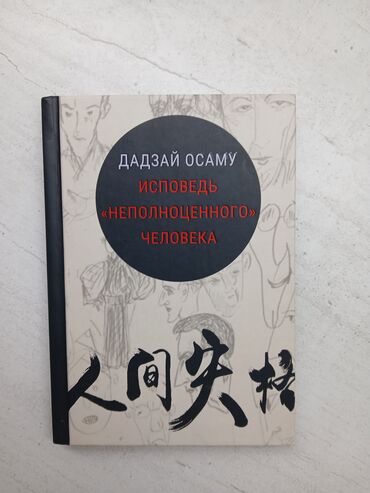 ДАДЗАЙ ОСАМУ
ИСПОВЕДЬ
«НЕПОЛНОЦЕННОГО»
ЧЕЛОВЕКА
人间失格